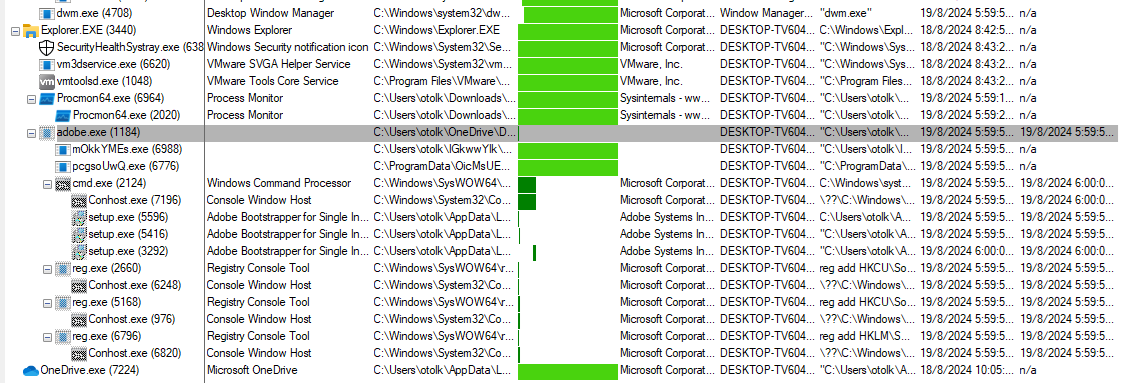 dwm.exe (4708) Desktop Window Manager C:\Windows\system32\dw... Microsoft Corporat... Window Manager... "dwm.exe" 19/8/2024 5:59:5... n/a
Explorer.EXE (3440) Windows Explorer C:\Windows\Explorer.EXE Microsoft Corporat... DESKTOP-TV604... C:\Windows\Expl... 18/8/2024 8:42:5... n/a
SecurityHealthSystray.exe (638 Windows Security notification icon C:\Windows\System32\Se... Microsoft Corporat... DESKTOP-TV604... "C:\Windows\Sys... 18/8/2024 8:43:2... n/a
vm3dservice.exe (6620) VMware SVGA Helper Service C:\Windows\System32\vm... VMware, Inc. DESKTOP-TV604... "C:\Windows\Sys... 18/8/2024 8:43:2... n/a
vm vmtoolsd.exe (1048) VMware Tools Core Service C:\Program Files\VMware\... VMware, Inc. DESKTOP-TV604... "C:\Program Files... 18/8/2024 8:43:2... n/a
Procmon64.exe (6964) Process Monitor C:\Users\otolk\Downloads... Sysinternals - ww... DESKTOP-TV604... "C:\Users\otolk\... 19/8/2024 5:59:1... n/a
Procmon64.exe (2020) Process Monitor C:\Users\otolk\Downloads... Sysinternals - ww... DESKTOP-TV604... "C:\Users\otolk\... 19/8/2024 5:59:2... n/a
adobe.exe (1184) C:\Users\otolk\OneDrive\D... DESKTOP-TV604... "C:\Users\otolk\... 19/8/2024 5:59:5... 19/8/2024 5:59:5...
mOkkYMEs.exe (6988) C:\Users\otolk\IGkwwYlk\... DESKTOP-TV604... "C:\Users\otolk\I... 19/8/2024 5:59:5... n/a
pcgsoUwQ.exe (6776) C:\ProgramData\OicMsUE... DESKTOP-TV604... "C:\ProgramData\... 19/8/2024 5:59:5... n/a
cmd.exe (2124) Windows Command Processor C:\Windows\SysWOW64\... Microsoft Corporat... DESKTOP-TV604... C:\Windows\syst... 19/8/2024 5:59:5... 19/8/2024 6:00:0...
Conhost.exe (7196) Console Window Host C:\Windows\System32\Co... Microsoft Corporat... DESKTOP-TV604... \??\C:\Windows\... 19/8/2024 5:59:5... 19/8/2024 6:00:0...
setup.exe (5596) Adobe Bootstrapper for Single In... C:\Users\otolk\AppData\L... Adobe Systems In... DESKTOP-TV604... C:\Users\otolk\A... 19/8/2024 5:59:5... 19/8/2024 5:59:5...
setup.exe (5416) Adobe Bootstrapper for Single In... C:\Users\otolk\AppData\L... Adobe Systems In... DESKTOP-TV604... "C:\Users\otolk\A... 19/8/2024 5:59:5... 19/8/2024 5:59:5...
setup.exe (3292) Adobe Bootstrapper for Single In... C:\Users\otolk\AppData\L... Adobe Systems In... DESKTOP-TV604... "C:\Users\otolk\A... 19/8/2024 6:00:0... 19/8/2024 6:00:0...
reg.exe (2660) Registry Console Tool C:\Windows\SysWOW64\r... Microsoft Corporat... DESKTOP-TV604... reg add HKCU\So... 19/8/2024 5:59:5... 19/8/2024 5:59:5...
Conhost.exe (6248) Console Window Host C:\Windows\System32\Co... Microsoft Corporat... DESKTOP-TV604... \??\C:\Windows\... 19/8/2024 5:59:5... 19/8/2024 5:59:5...
reg.exe (5168) Registry Console Tool C:\Windows\SysWOW64\r... Microsoft Corporat... DESKTOP-TV604... reg add HKCU\So... 19/8/2024 5:59:5... 19/8/2024 5:59:5...
Conhost.exe (976) Console Window Host C:\Windows\System32\Co... Microsoft Corporat... DESKTOP-TV604... \??\C:\Windows\... 19/8/2024 5:59:5... 19/8/2024 5:59:5...
reg.exe (6796) Registry Console Tool C:\Windows\SysWOW64\r... Microsoft Corporat... DESKTOP-TV604... reg add HKLM\S... 19/8/2024 5:59:5... 19/8/2024 5:59:5...
Conhost.exe (6820) Console Window Host C:\Windows\System32\Co... Microsoft Corporat... DESKTOP-TV604... \??\C:\Windows\... 19/8/2024 5:59:5... 19/8/2024 5:59:5...
OneDrive.exe (7224) Microsoft OneDrive C:\Users\otolk\AppData\L... Microsoft Corporat... DESKTOP-TV604... "C:\Users\otolk\A... 18/8/2024 10:05:... n/a